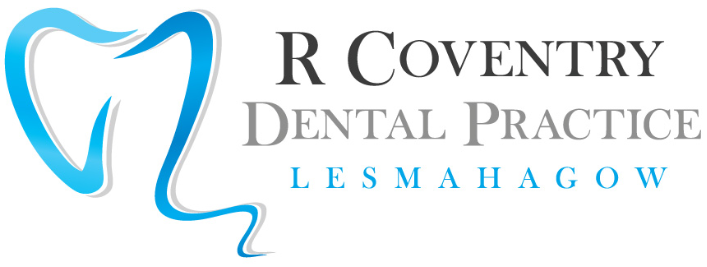 R COVENTRY
DENTAL PRACTICE
LESMAHAGOW